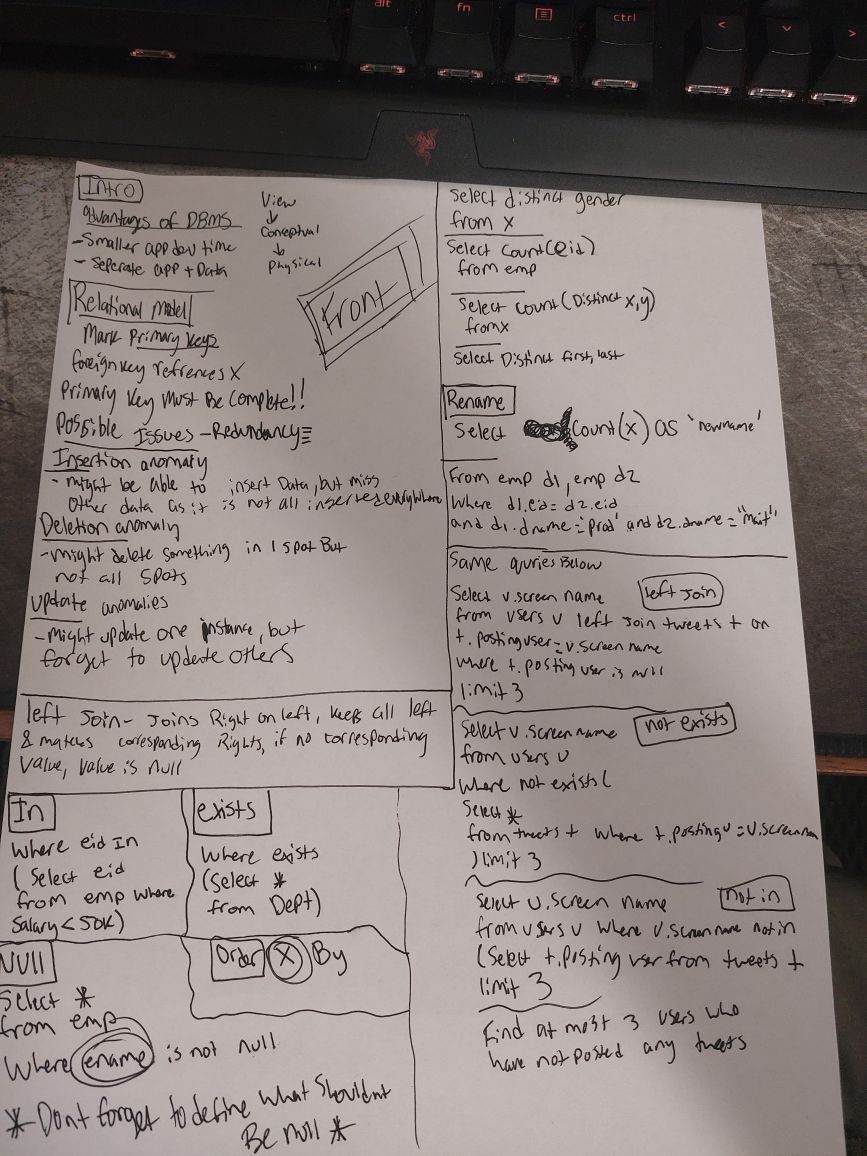 alt
fn
ctrl
<
>
Intro
advantags of DBMS
- Smaller app dev time
- Seperate app + Data
View
↓
Conceptual
↓
Physical
Front
Relational Model
Mark Primary Keys
foreign key refrences X
Primary Key Must Be Complete!!
Possible Issues - Redundancy
Insertion anomaly
- might be able to insert Data, but miss
other data as it is not all inserted everywhere
Deletion anomaly
- might delete something in 1 spot But
not all spots
update anomalies
- might update one instance, but
forget to update others
left Join - Joins Right on left, keeps all left
& matches corresponding Rights, if no corresponding
value, value is null
In
where eid In
( Select eid
from emp where
Salary < 50K)
exists
Where exists
(Select *
from Dept)
NULL
Select *
from emp
Where ename is not null
Order X By
* Dont forget to define what Shouldnt
Be null *
Select distinct gender
from X
Select Count(eid)
from emp
Select count(Distinct x,y)
from x
Select Distinct first, last
Rename
Select Count(x) as 'newname'
From emp d1, emp d2
Where d1.eid = d2.eid
and d1.dname = 'prod' and d2.dname =
Same quries Below
left join
Select v.screen name
from users u left join tweets t on
t.posting user = v.screen name
where t.posting user is null
limit 3
not exists
Select v.screen name
from users u
where not exists (
Select *
from tweets t where t.posting u = u.screen nam
) limit 3
not in
Select u.screen name
from users u where u.screen name not in
(Select t.posting user from tweets t
limit 3
Find at most 3 users who
have not posted any tweets